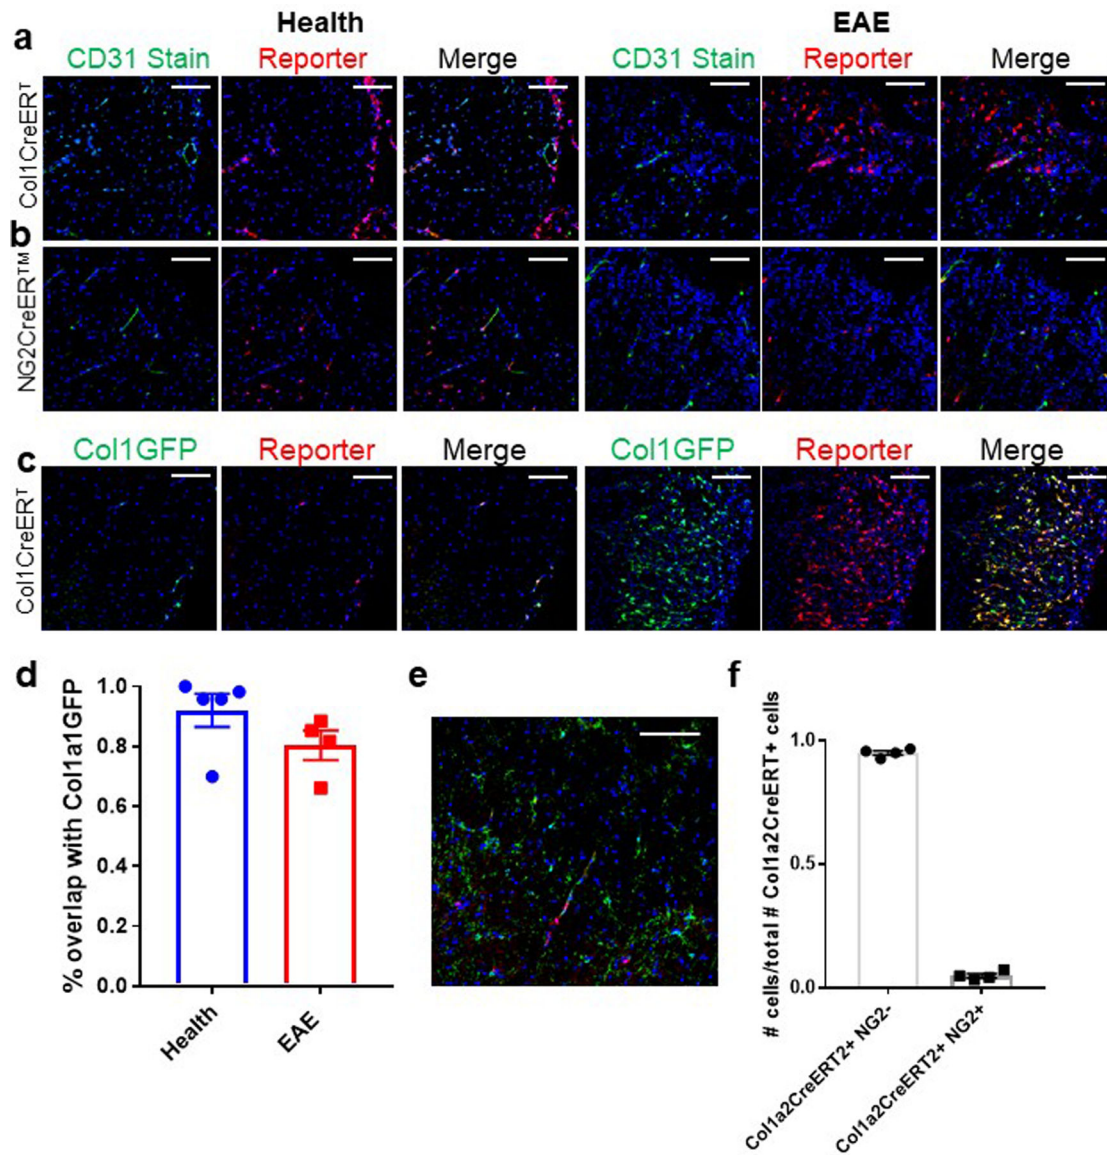 Health EAE
a
CD31 Stain Reporter Merge CD31 Stain Reporter Merge
Col1CreERT
b
NG2CreERTM
c
Col1GFP Reporter Merge Col1GFP Reporter Merge
Col1CreERT
d
% overlap with Col1a1GFP
1.0
0.8
0.6
0.4
0.2
0.0
Health
EAE
e
f
# cells/total # Col1a2CreERT+ cells
1.0
0.5
0.0
Col1a2CreERT2+ NG2-
Col1a2CreERT2+ NG2+